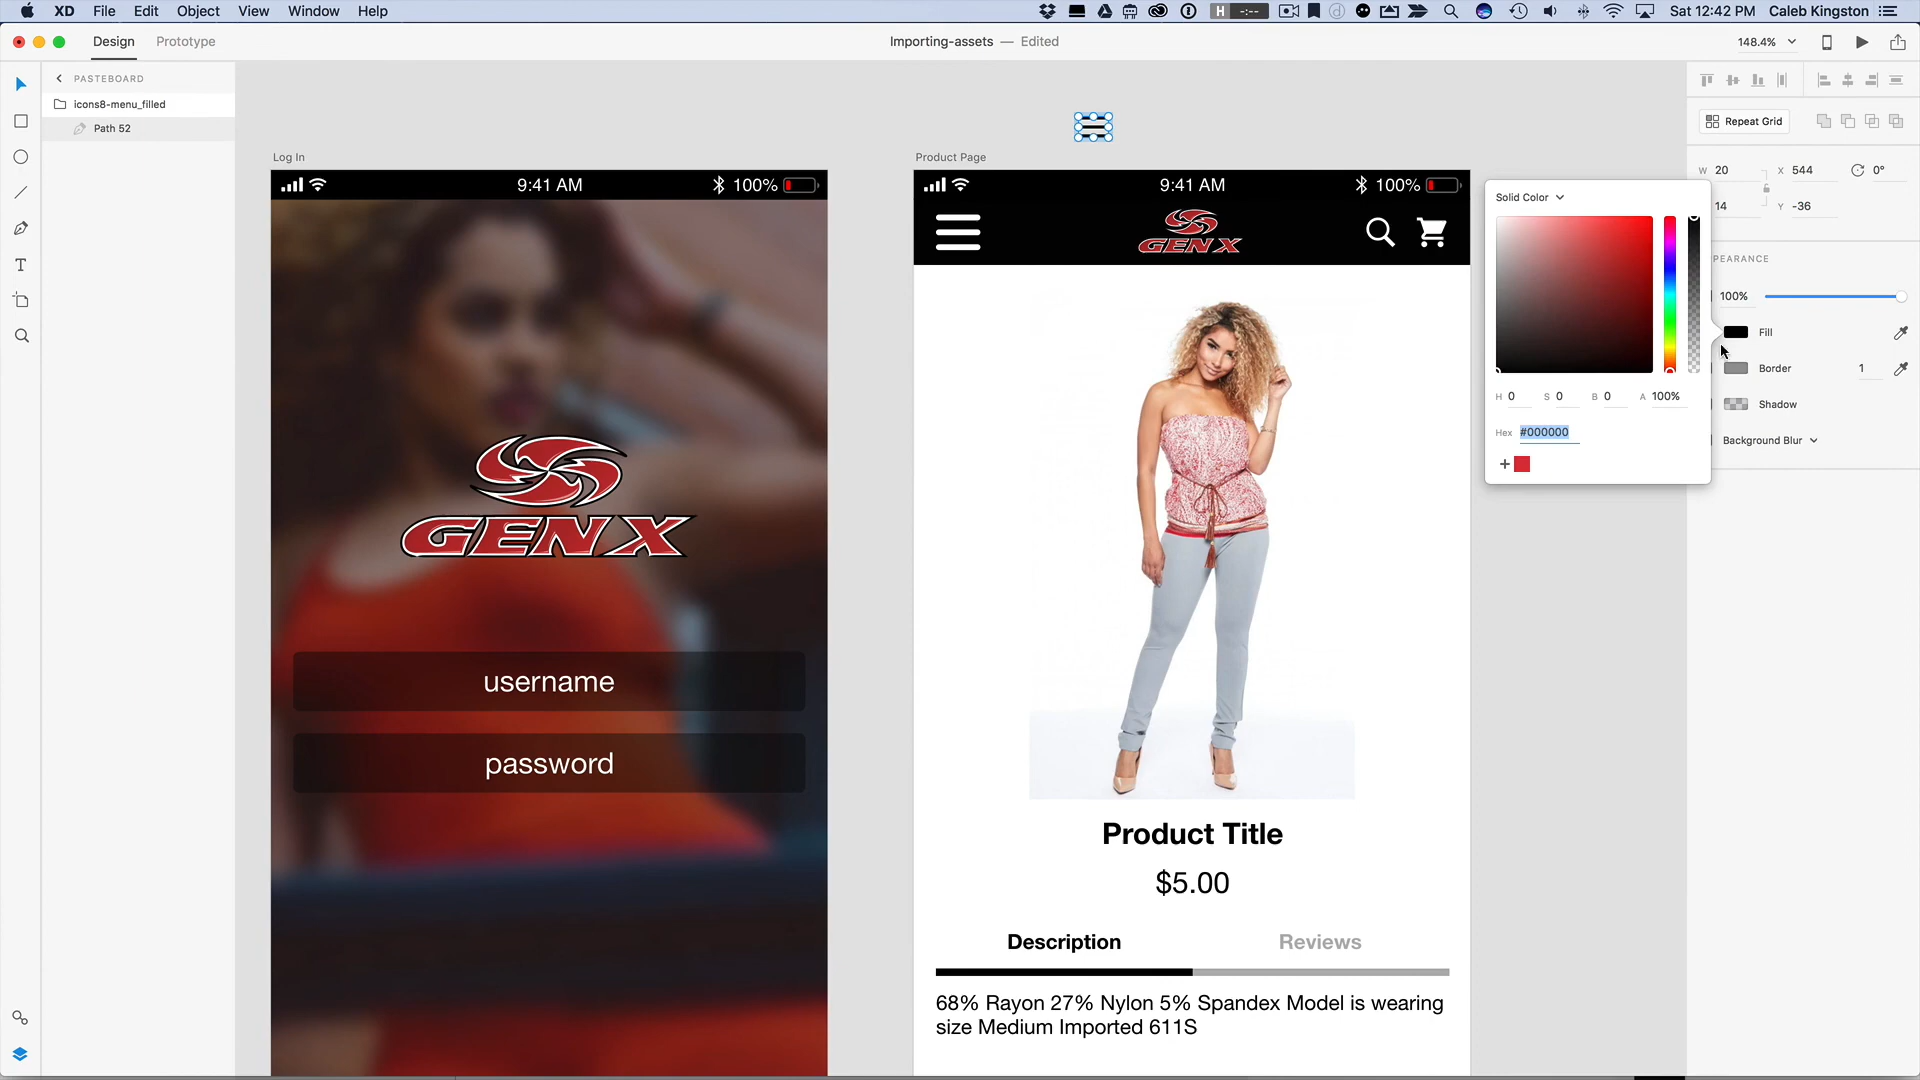 XD File Edit Object View Window Help
H -:-- Sat 12:42 PM Caleb Kingston
Design Prototype
Importing-assets — Edited
148.4%
PASTEBOARD
icons8-menu_filled
Path 52
Log In
9:41 AM
100%
GEN X
username
password
Product Page
9:41 AM
100%
GEN X
Product Title
$5.00
Description Reviews
68% Rayon 27% Nylon 5% Spandex Model is wearing
size Medium Imported 611S
Solid Color
H 0 S 0 B 0 A 100%
Hex #000000
Repeat Grid
W 20 X 544 0°
14 Y -36
PEARANCE
100%
Fill
Border 1
Shadow
Background Blur